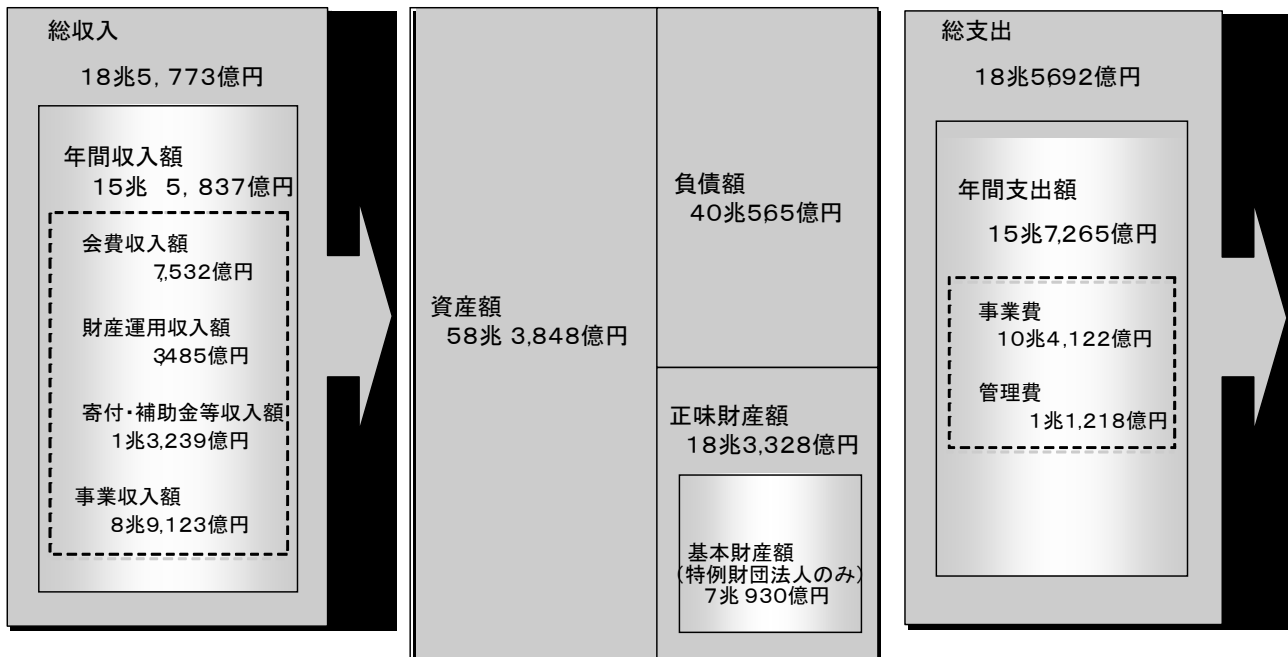 総収入
18兆5,773億円
年間収入額
15兆 5,837億円
会費収入額
7,532億円
財産運用収入額
3485億円
寄付・補助金等収入額
1兆3,239億円
事業収入額
8兆9,123億円
資産額
58兆 3,848億円
負債額
40兆565億円
正味財産額
18兆3,328億円
基本財産額
(特例財団法人のみ)
7兆 930億円
総支出
18兆5692億円
年間支出額
15兆7,265億円
事業費
10兆4,122億円
管理費
1兆1,218億円